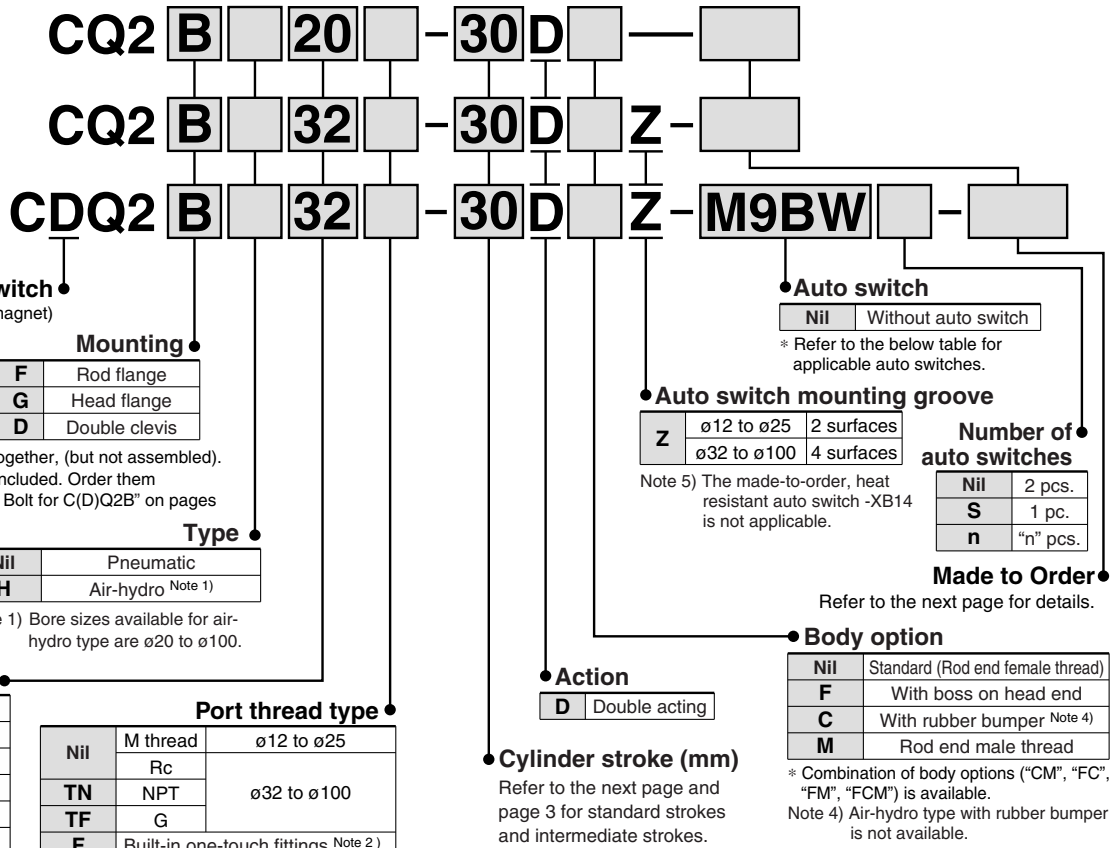 CQ2 B 20 - 30 D —
CQ2 B 32 - 30 D Z -
CDQ2 B 32 - 30 D Z - M9BW -
Auto switch
Nil Without auto switch
* Refer to the below table for
applicable auto switches.
Mounting
F Rod flange
G Head flange
D Double clevis
ogether, (but not assembled).
ncluded. Order them
Bolt for C(D)Q2B” on pages
Auto switch mounting groove
Z ø12 to ø25 2 surfaces
ø32 to ø100 4 surfaces
Note 5) The made-to-order, heat
resistant auto switch -XB14
is not applicable.
Number of
auto switches
Nil 2 pcs.
S 1 pc.
n “n” pcs.
Type
Pneumatic
H Air-hydro Note 1)
1) Bore sizes available for air-
hydro type are ø20 to ø100.
Made to Order
Refer to the next page for details.
Body option
Nil Standard (Rod end female thread)
F With boss on head end
C With rubber bumper Note 4)
M Rod end male thread
* Combination of body options (“CM”, “FC”,
“FM”, “FCM”) is available.
Note 4) Air-hydro type with rubber bumper
is not available.
Action
D Double acting
Port thread type
Nil M thread ø12 to ø25
Rc
TN NPT ø32 to ø100
TF G
F Built-in one-touch fittings Note 2)
Cylinder stroke (mm)
Refer to the next page and
page 3 for standard strokes
and intermediate strokes.